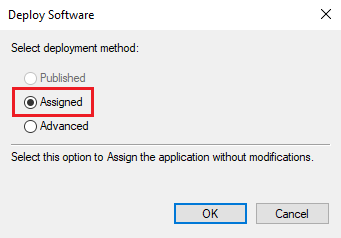 Deploy Software
Select deployment method:
Published
Assigned
Advanced
Select this option to Assign the application without modifications.
OK Cancel